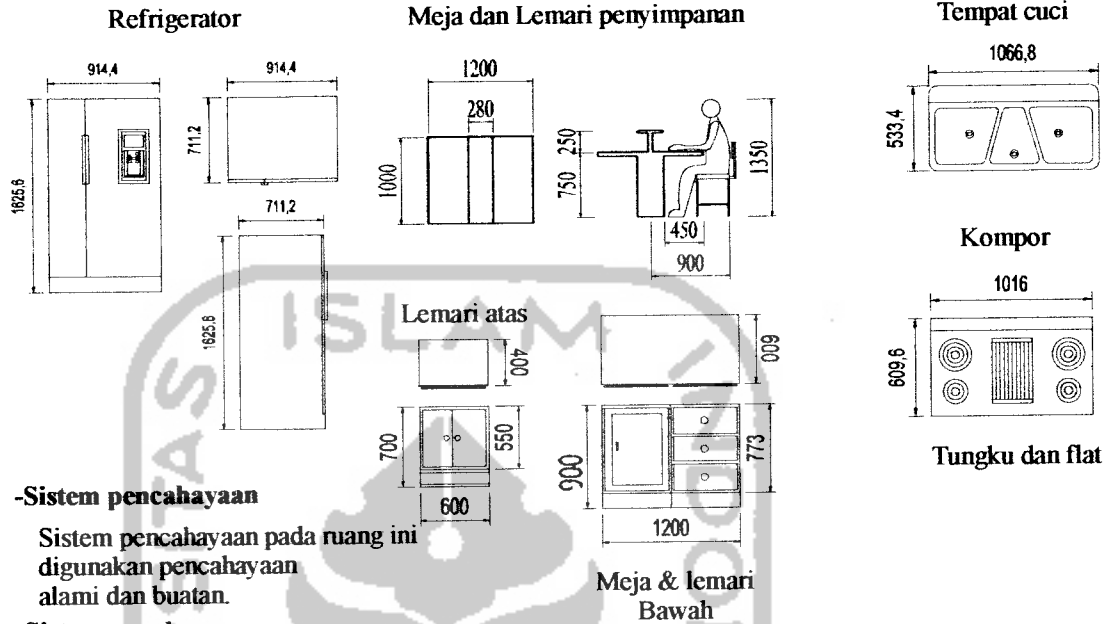 Refrigerator
Meja dan Lemari penyimpanan
Tempat cuci
914,4
914,4
1625,6
711,2
711,2
1625,6
1200
280
1000
250
750
1350
450
900
1066,8
533,4
Kompor
1016
609,6
Tungku dan flat
Lemari atas
400
700
550
600
600
900
773
1200
Meja & lemari
Bawah
-Sistem pencahayaan
Sistem pencahayaan pada ruang ini
digunakan pencahayaan
alami dan buatan.
ISLAM
SITAS